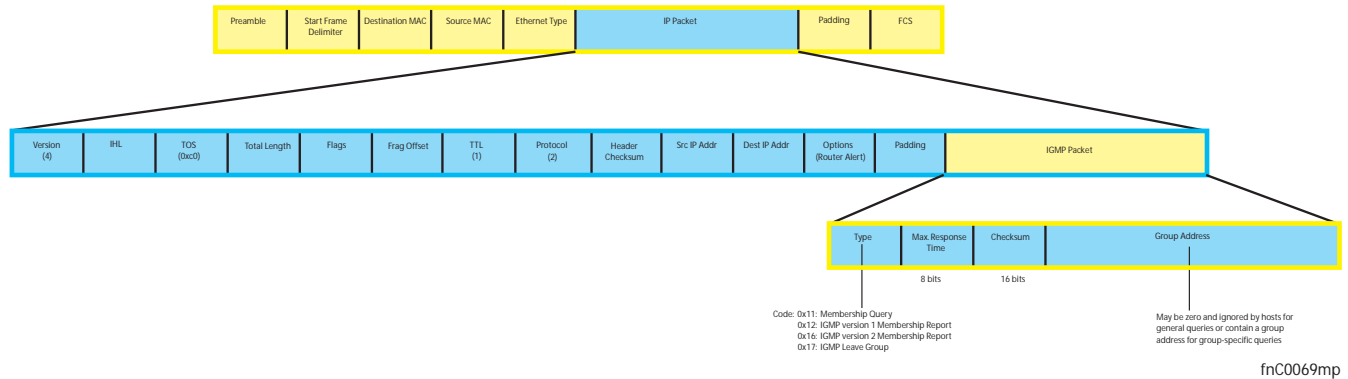 Preamble
Start Frame
Delimiter
Destination MAC
Source MAC
Ethernet Type
IP Packet
Padding
FCS
Version
(4)
IHL
TOS
(0xc0)
Total Length
Flags
Frag Offset
TTL
(1)
Protocol
(2)
Header
Checksum
Src IP Addr
Dest IP Addr
Options
(Router Alert)
Padding
IGMP Packet
Type
Max. Response
Time
Checksum
Group Address
8 bits
16 bits
Code: 0x11: Membership Query
0x12: IGMP version 1 Membership Report
0x16: IGMP version 2 Membership Report
0x17: IGMP Leave Group
May be zero and ignored by hosts for
general queries or contain a group
address for group-specific queries
fnC0069mp